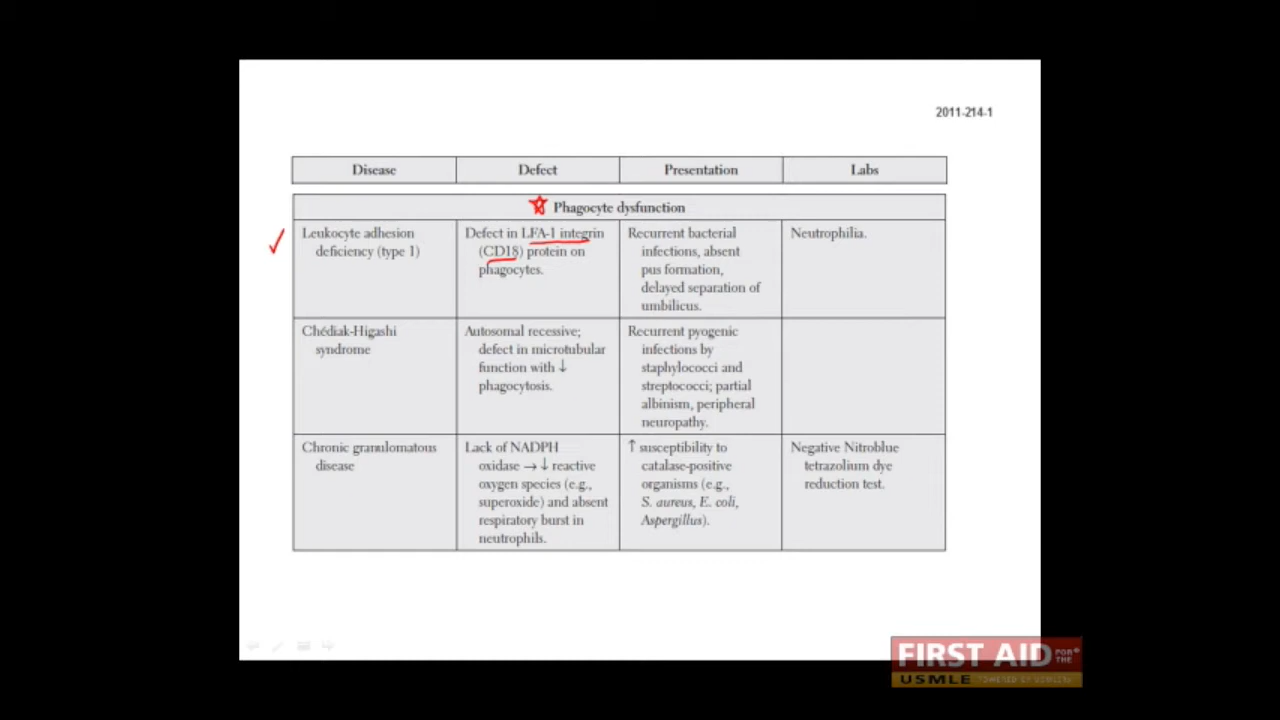 2011-214-1
Disease Defect Presentation Labs
Phagocyte dysfunction
Leukocyte adhesion
deficiency (type 1)
Defect in LFA-1 integrin
(CD18) protein on
phagocytes.
Recurrent bacterial
infections, absent
pus formation,
delayed separation of
umbilicus.
Neutrophilia.
Chédiak-Higashi
syndrome
Autosomal recessive;
defect in microtubular
function with ↓
phagocytosis.
Recurrent pyogenic
infections by
staphylococci and
streptococci; partial
albinism, peripheral
neuropathy.
Chronic granulomatous
disease
Lack of NADPH
oxidase → ↓ reactive
oxygen species (e.g.,
superoxide) and absent
respiratory burst in
neutrophils.
↑ susceptibility to
catalase-positive
organisms (e.g.,
S. aureus, E. coli,
Aspergillus).
Negative Nitroblue
tetrazolium dye
reduction test.
FIRST AID FOR THE®
USMLE